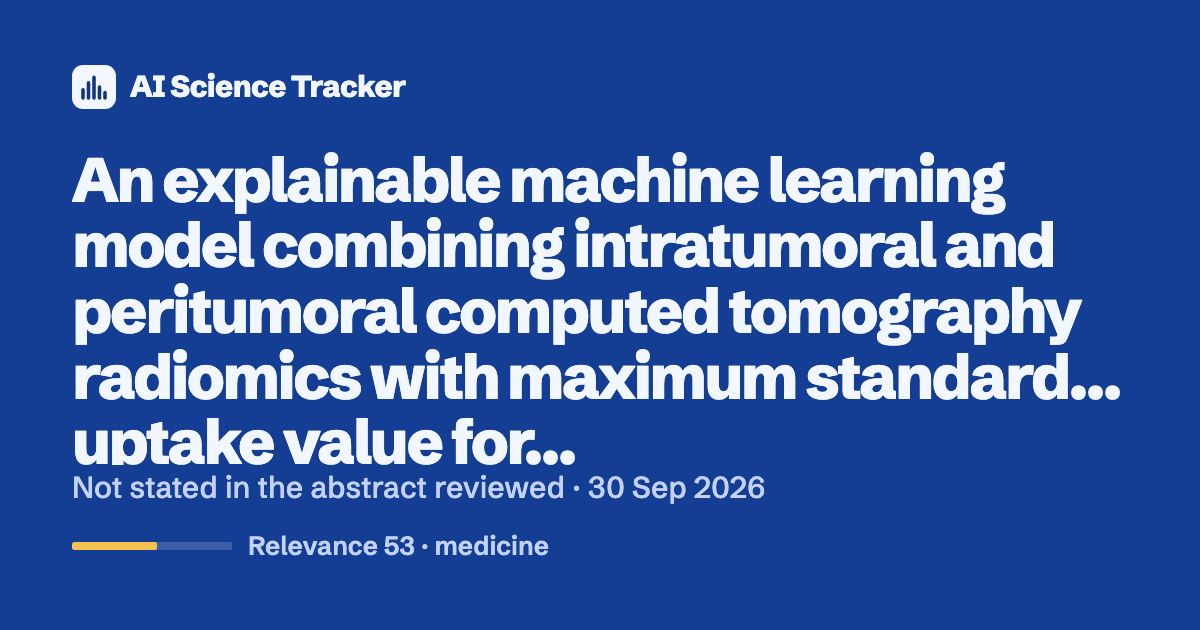 AI Science Tracker
An explainable machine learning
model combining intratumoral and
peritumoral computed tomography
radiomics with maximum standard...
uptake value for...
Not stated in the abstract reviewed · 30 Sep 2026
Relevance 53 · medicine